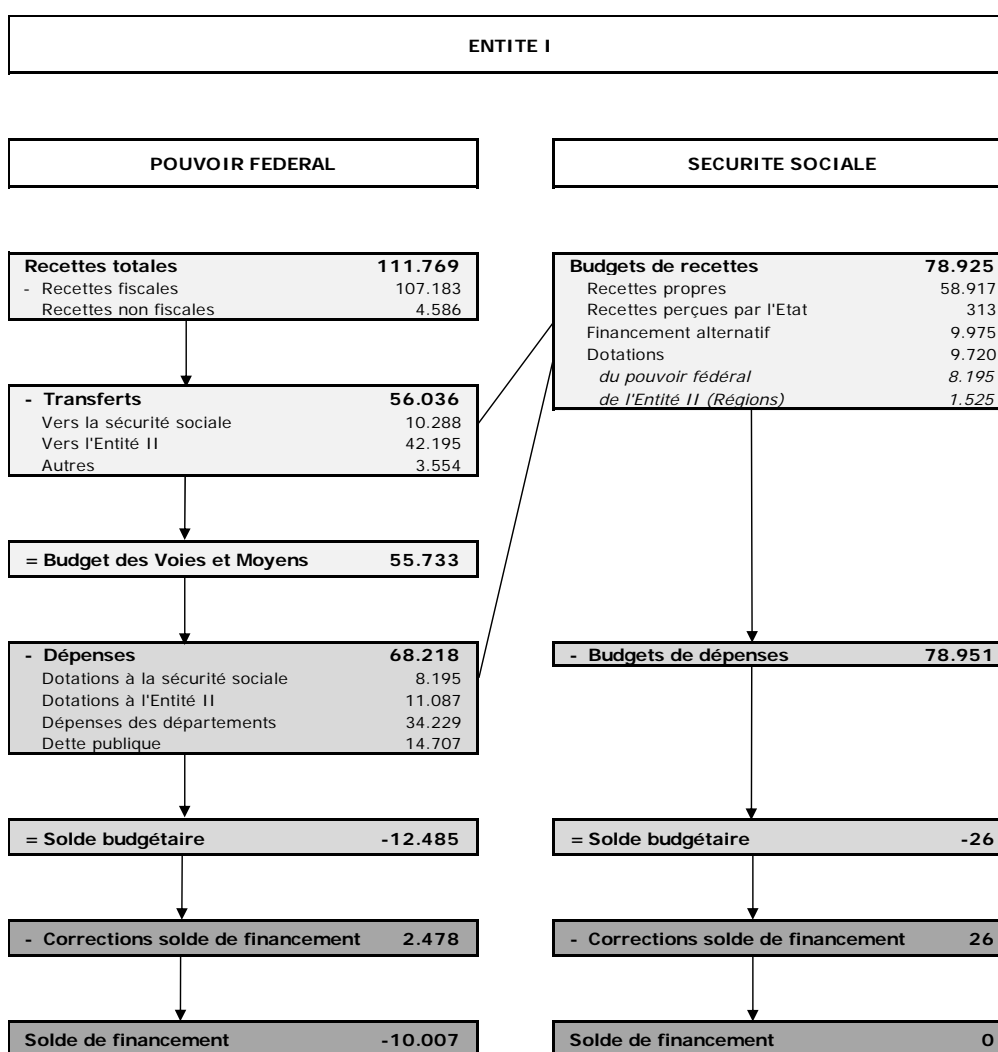 ENTITE I
POUVOIR FEDERAL
SECURITE SOCIALE
Recettes totales 111.769
- Recettes fiscales 107.183
Recettes non fiscales 4.586
- Transferts 56.036
Vers la sécurité sociale 10.288
Vers l'Entité II 42.195
Autres 3.554
= Budget des Voies et Moyens 55.733
- Dépenses 68.218
Dotations à la sécurité sociale 8.195
Dotations à l'Entité II 11.087
Dépenses des départements 34.229
Dette publique 14.707
= Solde budgétaire -12.485
- Corrections solde de financement 2.478
Solde de financement -10.007
Budgets de recettes 78.925
Recettes propres 58.917
Recettes perçues par l'Etat 313
Financement alternatif 9.975
Dotations 9.720
du pouvoir fédéral 8.195
de l'Entité II (Régions) 1.525
- Budgets de dépenses 78.951
= Solde budgétaire -26
- Corrections solde de financement 26
Solde de financement 0